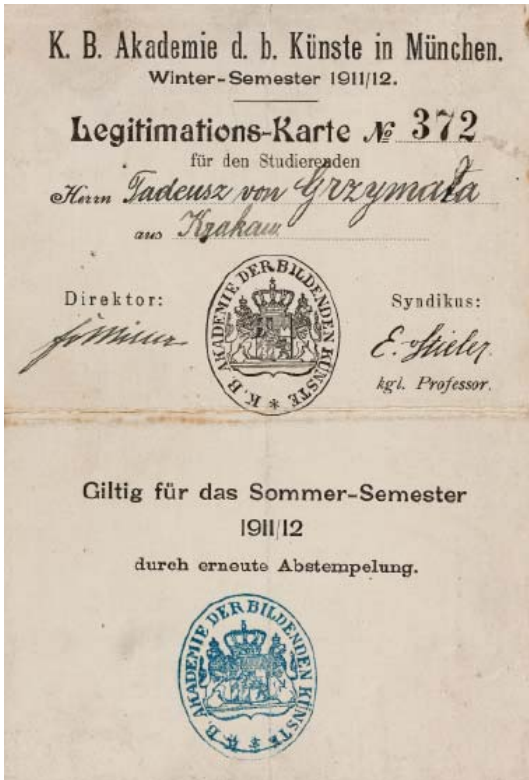 K. B. Akademie d. b. Künste in München.
Winter-Semester 1911/12.
Legitimations-Karte № 372
für den Studierenden
Herrn Tadeusz von Grzymała
aus Krakau
Direktor:
Syndikus:
E. Stieler
kgl. Professor.
K. B. AKADEMIE DER BILDENDEN KÜNSTE *
Giltig für das Sommer-Semester
1911/12
durch erneute Abstempelung.
K. B. AKADEMIE DER BILDENDEN KÜNSTE *